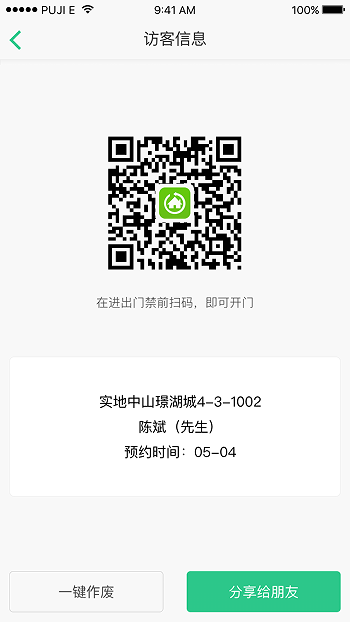 PUJI E 9:41 AM 100%
访客信息
在进出门禁前扫码，即可开门
实地中山璟湖城4-3-1002
陈斌（先生）
预约时间：05-04
一键作废 分享给朋友